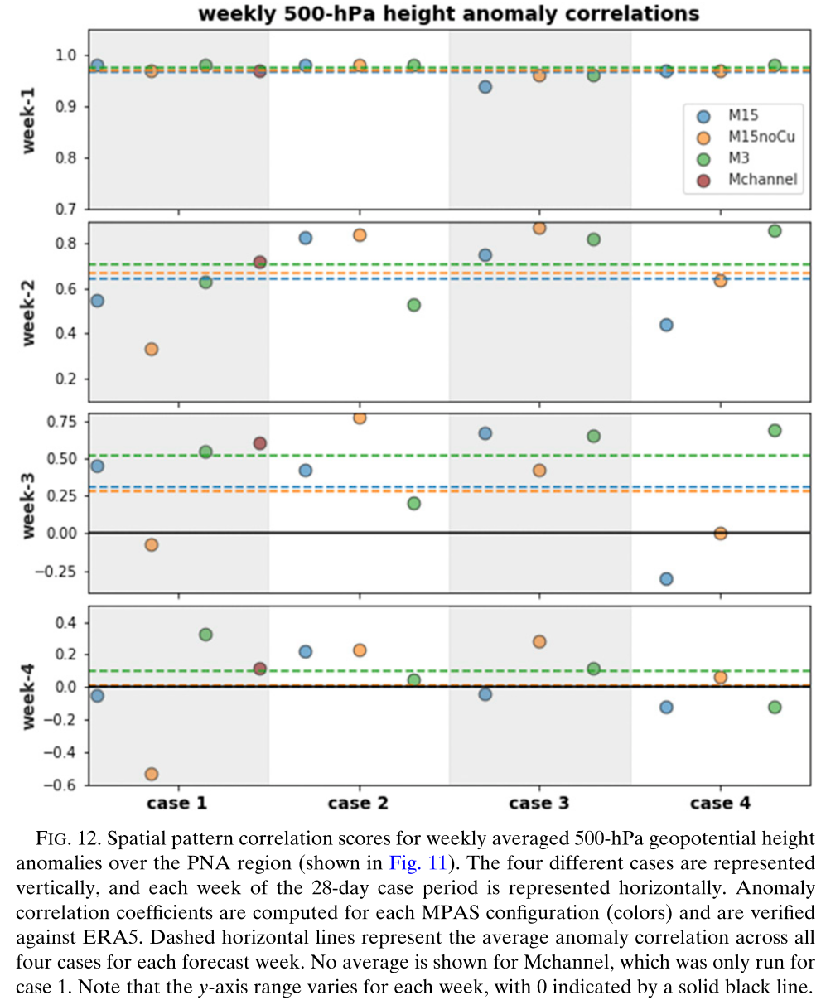 weekly 500-hPa height anomaly correlations
week-1
1.0
0.9
0.8
0.7
M15
M15noCu
M3
Mchannel
week-2
0.8
0.6
0.4
0.2
week-3
0.75
0.50
0.25
0.00
−0.25
week-4
0.4
0.2
0.0
−0.2
−0.4
−0.6
case 1 case 2 case 3 case 4
FIG. 12. Spatial pattern correlation scores for weekly averaged 500-hPa geopotential height
anomalies over the PNA region (shown in Fig. 11). The four different cases are represented
vertically, and each week of the 28-day case period is represented horizontally. Anomaly
correlation coefficients are computed for each MPAS configuration (colors) and are verified
against ERA5. Dashed horizontal lines represent the average anomaly correlation across all
four cases for each forecast week. No average is shown for Mchannel, which was only run for
case 1. Note that the y-axis range varies for each week, with 0 indicated by a solid black line.